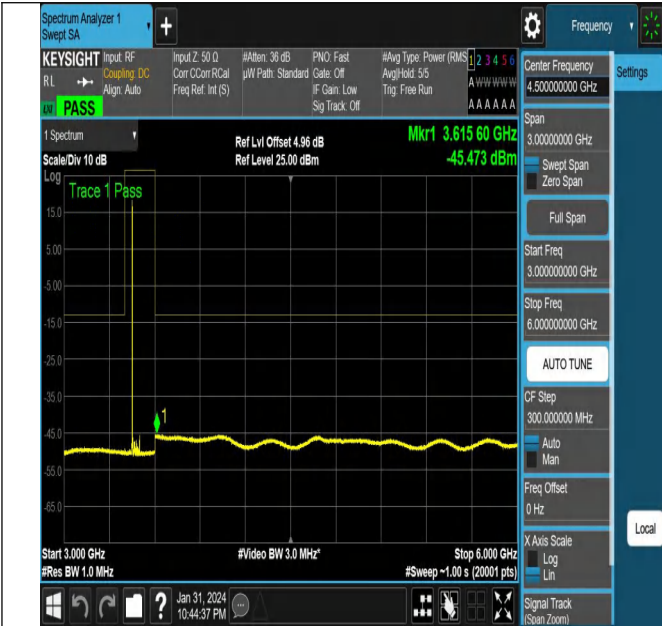 Spectrum Analyzer 1
Swept SA
+
Frequency
KEYSIGHT
RL
PASS
Input: RF
Coupling: DC
Align: Auto
Input Z: 50 Ω
Corr CCorr RCal
Freq Ref: Int (S)
#Atten: 36 dB
µW Path: Standard
PNO: Fast
Gate: Off
IF Gain: Low
Sig Track: Off
#Avg Type: Power (RMS
Avg|Hold: 5/5
Trig: Free Run
1 2 3 4 5 6
A W W W W W
A A A A A A
1 Spectrum
Scale/Div 10 dB
Ref Lvl Offset 4.96 dB
Ref Level 25.00 dBm
Mkr1 3.615 60 GHz
-45.473 dBm
Log
Trace 1 Pass
15.0
5.00
-5.00
-15.0
-25.0
-35.0
-45.0
-55.0
-65.0
1
Start 3.000 GHz
#Res BW 1.0 MHz
#Video BW 3.0 MHz*
Stop 6.000 GHz
#Sweep ~1.00 s (20001 pts)
Jan 31, 2024
10:44:37 PM
?
Center Frequency
4.500000000 GHz
Span
3.00000000 GHz
Swept Span
Zero Span
Full Span
Start Freq
3.000000000 GHz
Stop Freq
6.000000000 GHz
AUTO TUNE
CF Step
300.000000 MHz
Auto
Man
Freq Offset
0 Hz
X Axis Scale
Log
Lin
Signal Track
(Span Zoom)
Settings
Local